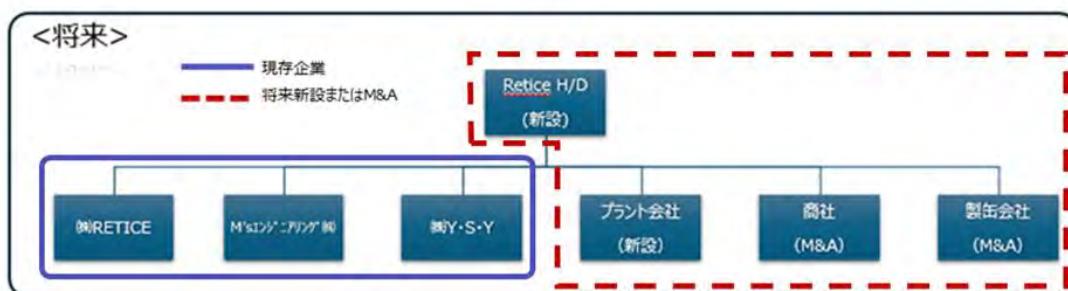 <将来>
現存企業
将来新設またはM&A
Retice H/D
(新設)
㈱RETICE
M'sｴﾝｼﾞﾆｱﾘﾝｸﾞ㈱
㈱Y・S・Y
プラント会社
(新設)
商社
(M&A)
製缶会社
(M&A)